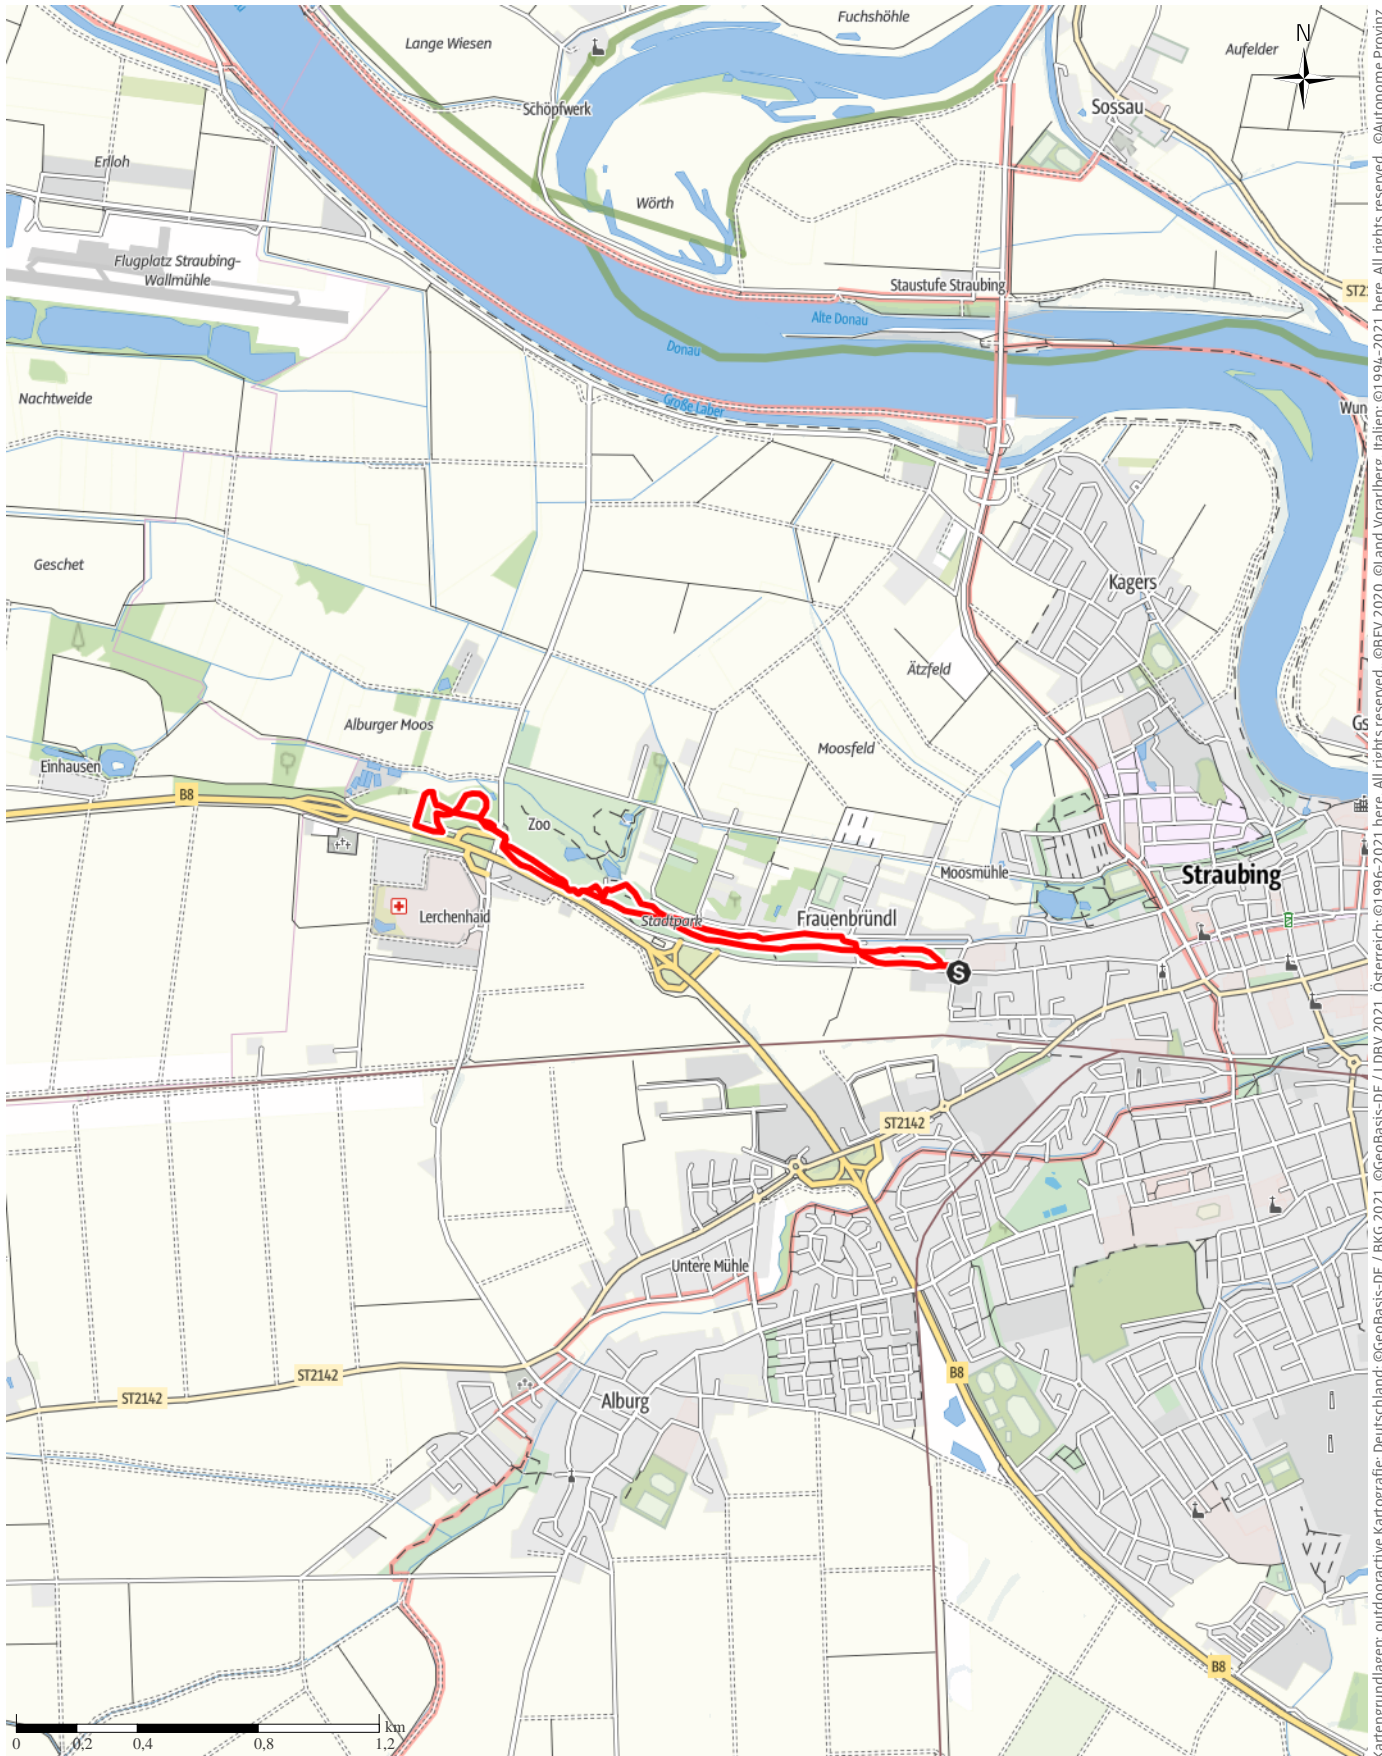 Fuchshöhle
Lange Wiesen
N
Aufelder
Schöpfwerk
Sossau
Erlloh
Wörth
Flugplatz Straubing-
Wallmühle
Staustufe Straubing
Alte Donau
Donau
Nachtweide
Große Laber
Geschet
Kagers
Ätzfeld
Alburger Moos
Moosfeld
Einhausen
B8
Zoo
Moosmühle
Straubing
Lerchenhaid
Stadtpark
Frauenbründl
S
ST2142
Untere Mühle
B8
ST2142
ST2142
Alburg
B8
km
0 0,2 0,4 0,8 1,2